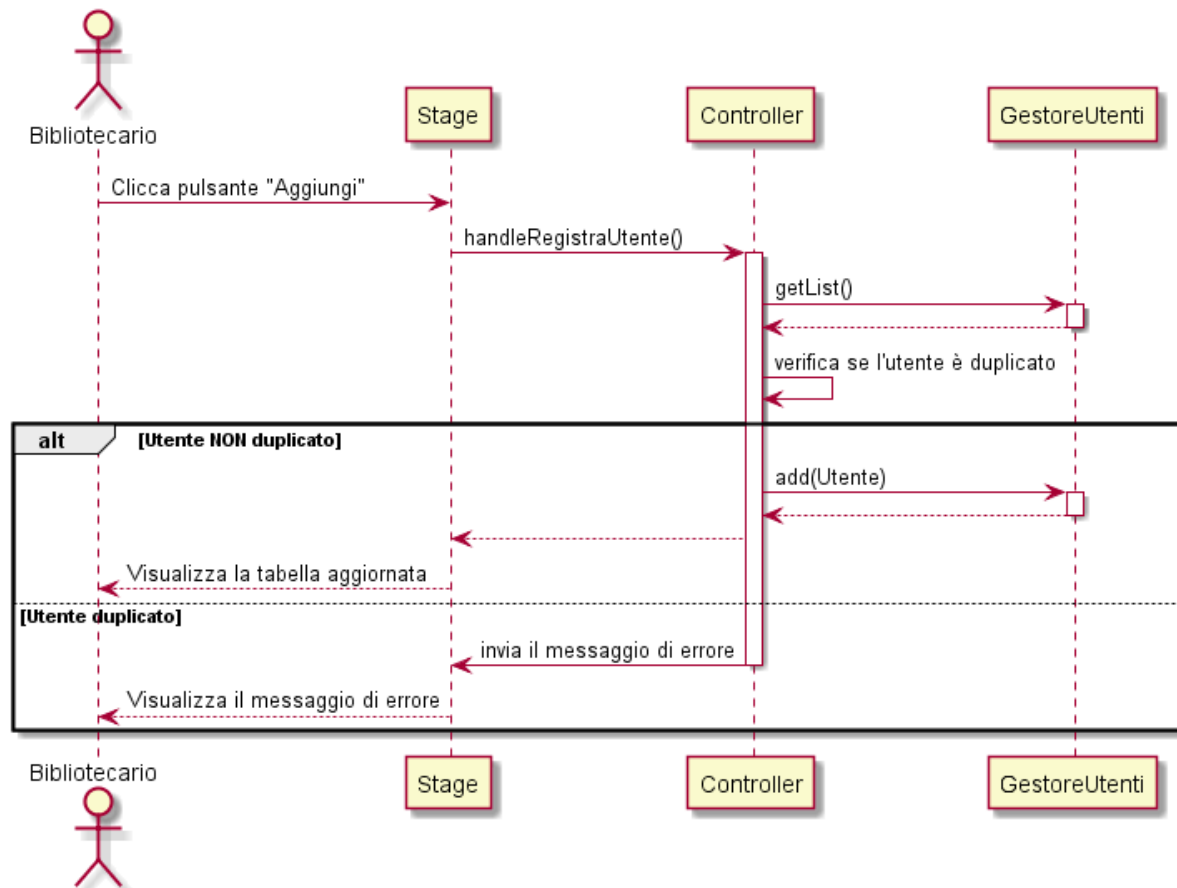 Bibliotecario
Stage
Controller
GestoreUtenti
Clicca pulsante "Aggiungi"
handleRegistraUtente()
getList()
verifica se l'utente è duplicato
alt
[Utente NON duplicato]
add(Utente)
Visualizza la tabella aggiornata
[Utente duplicato]
invia il messaggio di errore
Visualizza il messaggio di errore
Bibliotecario
Stage
Controller
GestoreUtenti